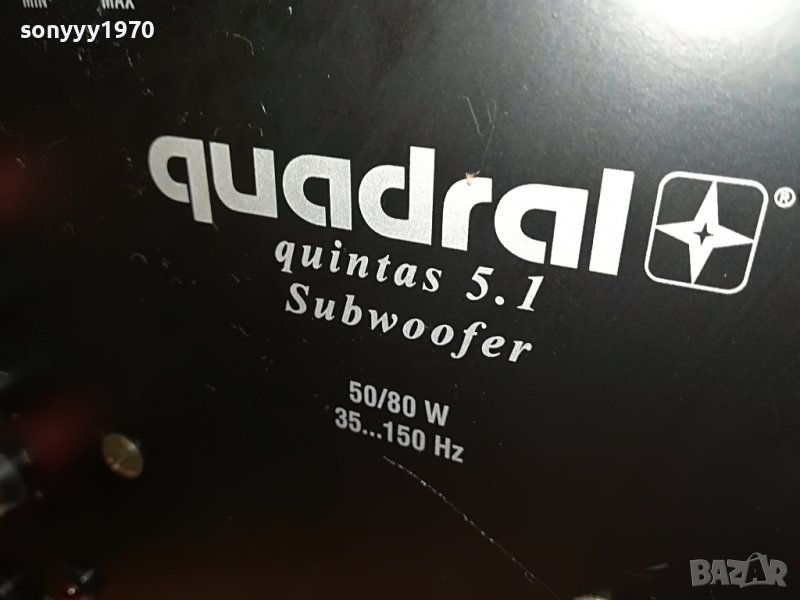 MIN MAX
sonyyy1970
quadral ®
quintas 5.1
Subwoofer
50/80 W
35...150 Hz
BAZAR